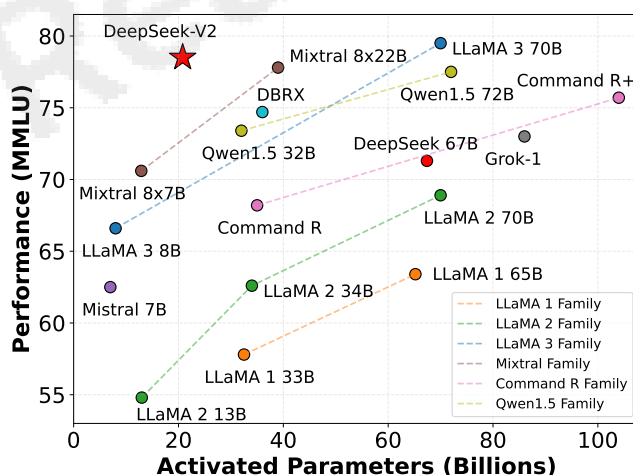 DeepSeek-V2
Mixtral 8x22B
LLaMA 3 70B
DBRX
Qwen1.5 72B
Command R+
Qwen1.5 32B
DeepSeek 67B
Grok-1
Mixtral 8x7B
Command R
LLaMA 2 70B
LLaMA 3 8B
Mistral 7B
LLaMA 2 34B
LLaMA 1 65B
LLaMA 1 33B
LLaMA 2 13B
LLaMA 1 Family
LLaMA 2 Family
LLaMA 3 Family
Mixtral Family
Command R Family
Qwen1.5 Family
80
75
70
65
60
55
Performance (MMLU)
0 20 40 60 80 100
Activated Parameters (Billions)